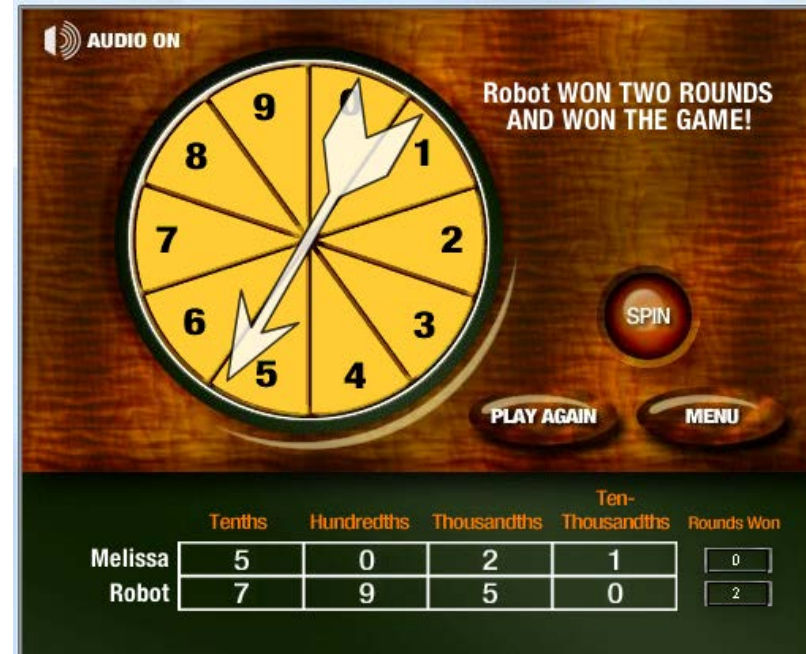 AUDIO ON
Robot WON TWO ROUNDS
AND WON THE GAME!
9
0
8
1
7
2
6
3
5
4
SPIN
PLAY AGAIN
MENU
Tenths Hundredths Thousandths Ten-
Thousandths Rounds Won
Melissa 5 0 2 1 0
Robot 7 9 5 0 2